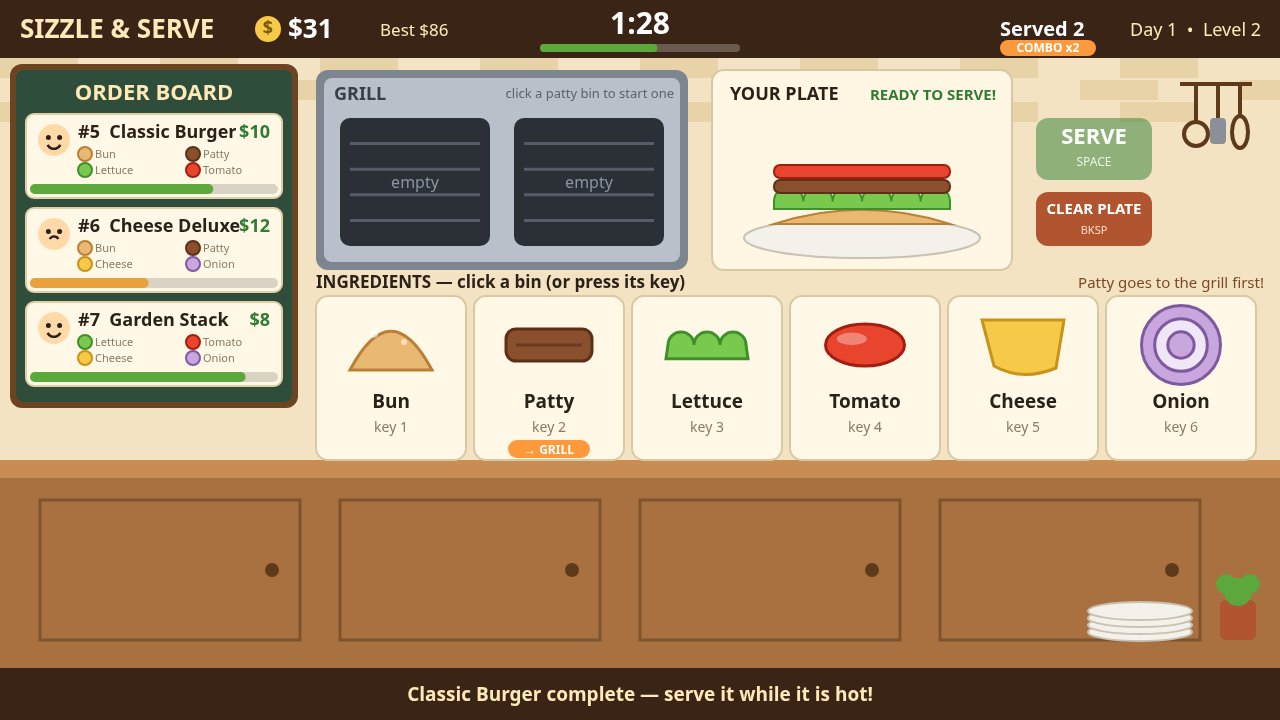 SIZZLE & SERVE
$ $31
Best $86
1:28
Served 2
COMBO x2
Day 1 • Level 2
ORDER BOARD
#5 Classic Burger $10
Bun Patty
Lettuce Tomato
#6 Cheese Deluxe $12
Bun Patty
Cheese Onion
#7 Garden Stack $8
Lettuce Tomato
Cheese Onion
GRILL click a patty bin to start one
empty empty
YOUR PLATE READY TO SERVE!
SERVE
SPACE
CLEAR PLATE
BKSP
INGREDIENTS — click a bin (or press its key) Patty goes to the grill first!
Bun Patty Lettuce Tomato Cheese Onion
key 1 key 2 key 3 key 4 key 5 key 6
→ GRILL
Classic Burger complete — serve it while it is hot!